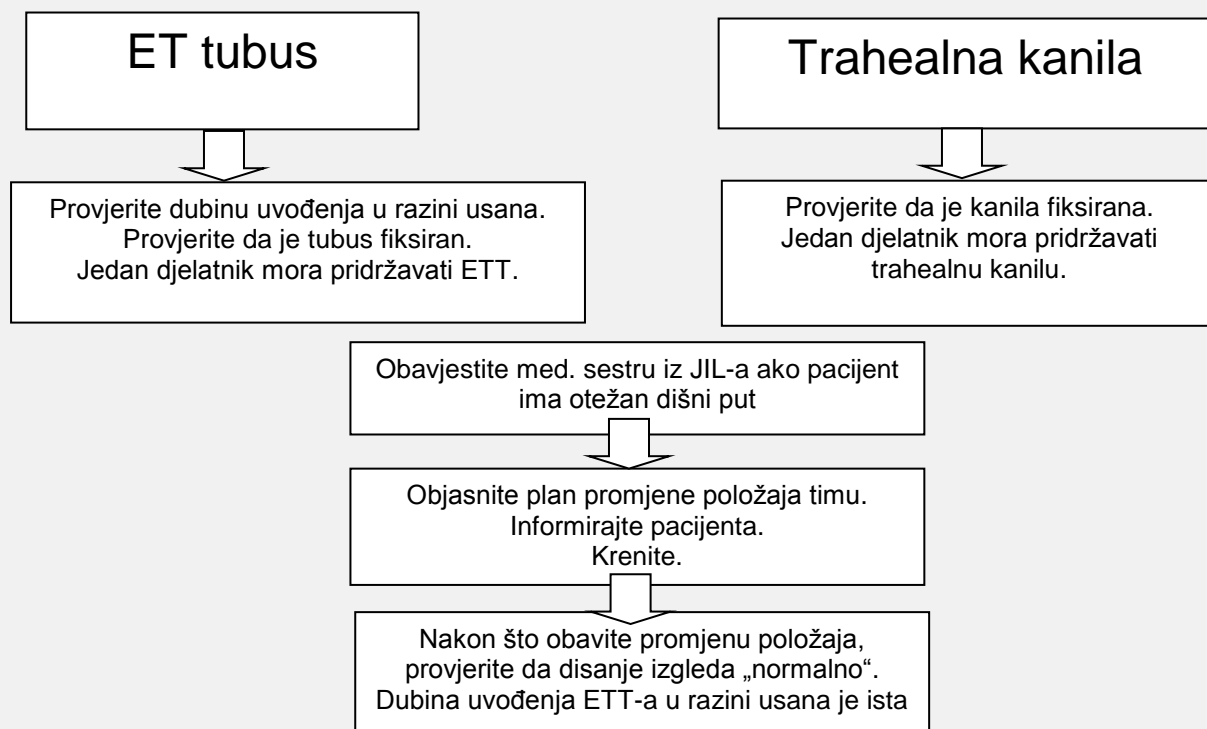 ET tubus
Trahealna kanila
Provjerite dubinu uvođenja u razini usana.
Provjerite da je tubus fiksiran.
Jedan djelatnik mora pridržavati ETT.
Provjerite da je kanila fiksirana.
Jedan djelatnik mora pridržavati
trahealnu kanilu.
Obavjestite med. sestru iz JIL-a ako pacijent
ima otežan dišni put
Objasnite plan promjene položaja timu.
Informirajte pacijenta.
Krenite.
Nakon što obavite promjenu položaja,
provjerite da disanje izgleda „normalno“.
Dubina uvođenja ETT-a u razini usana je ista